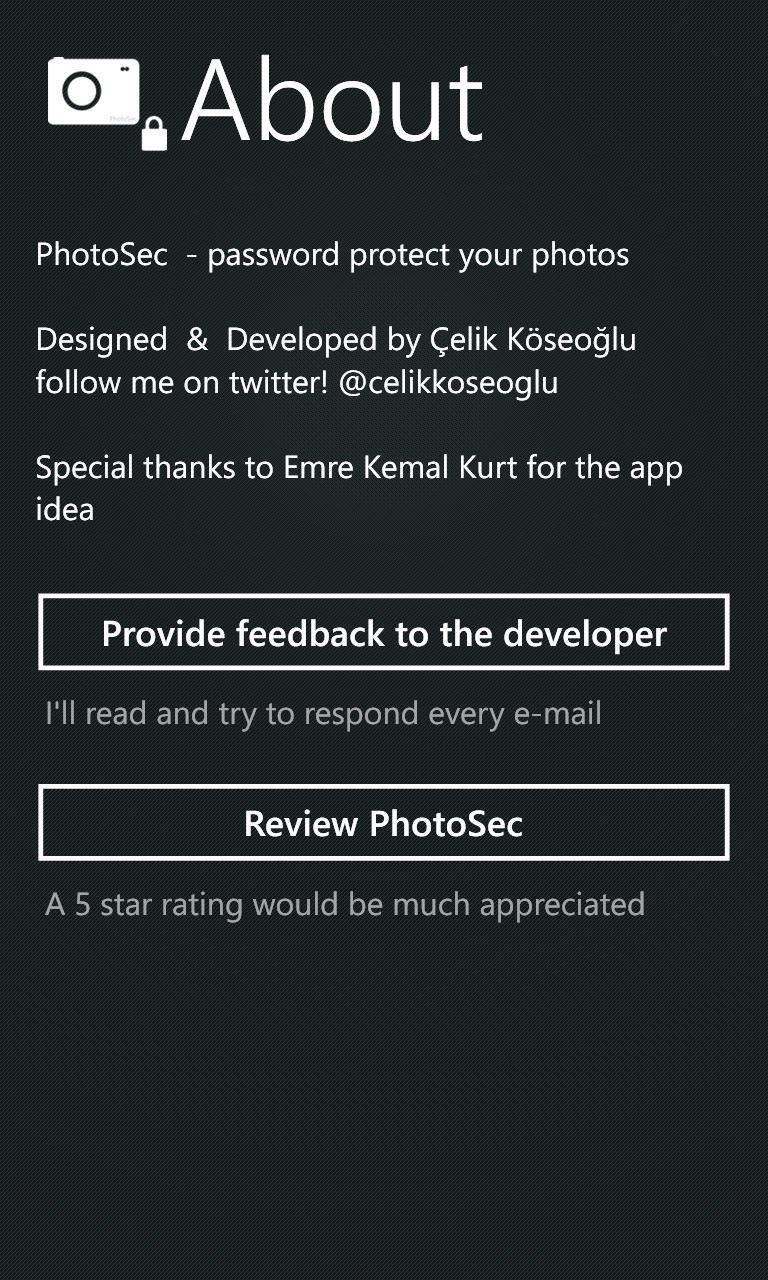 About
PhotoSec - password protect your photos
Designed & Developed by Çelik Köseoğlu
follow me on twitter! @celikkoseoglu
Special thanks to Emre Kemal Kurt for the app
idea
Provide feedback to the developer
I'll read and try to respond every e-mail
Review PhotoSec
A 5 star rating would be much appreciated